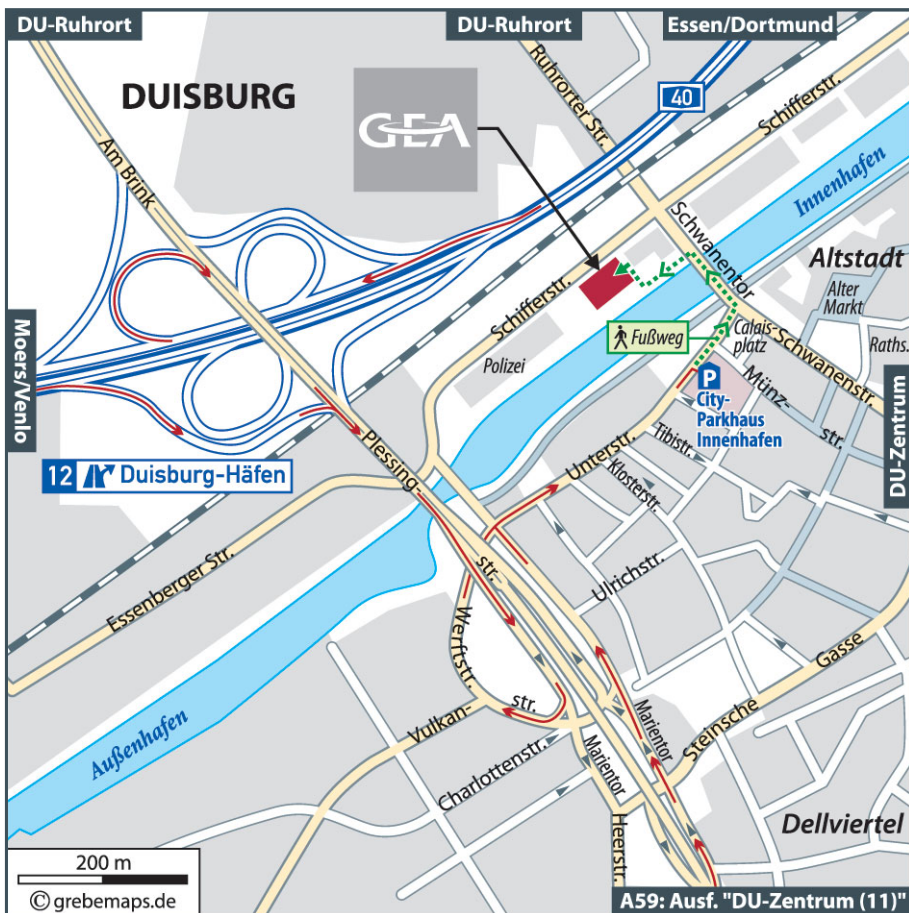 DU-Ruhrort
DU-Ruhrort
Essen/Dortmund
DUISBURG
GEA
40
Ruhrorter Str.
Schifferstr.
Am Brink
Innenhafen
Schwanentor
Altstadt
Alter
Markt
Raths.
Schifferstr.
Polizei
Fußweg
Calais-
platz
Schwanenstr.
Moers/Venlo
P
City-
Parkhaus
Innenhafen
Münz-
str.
DU-Zentrum
12 Duisburg-Häfen
Plessing-
str.
Unterstr.
Tibistr.
Klosterstr.
Essenberger Str.
Ulrichstr.
Werftstr.
Außenhafen
Vulkan-
str.
Charlottenstr.
Marientor
Marientor
Steinsche
Gasse
Heerstr.
Dellviertel
200 m
© grebemaps.de
A59: Ausf. "DU-Zentrum (11)"